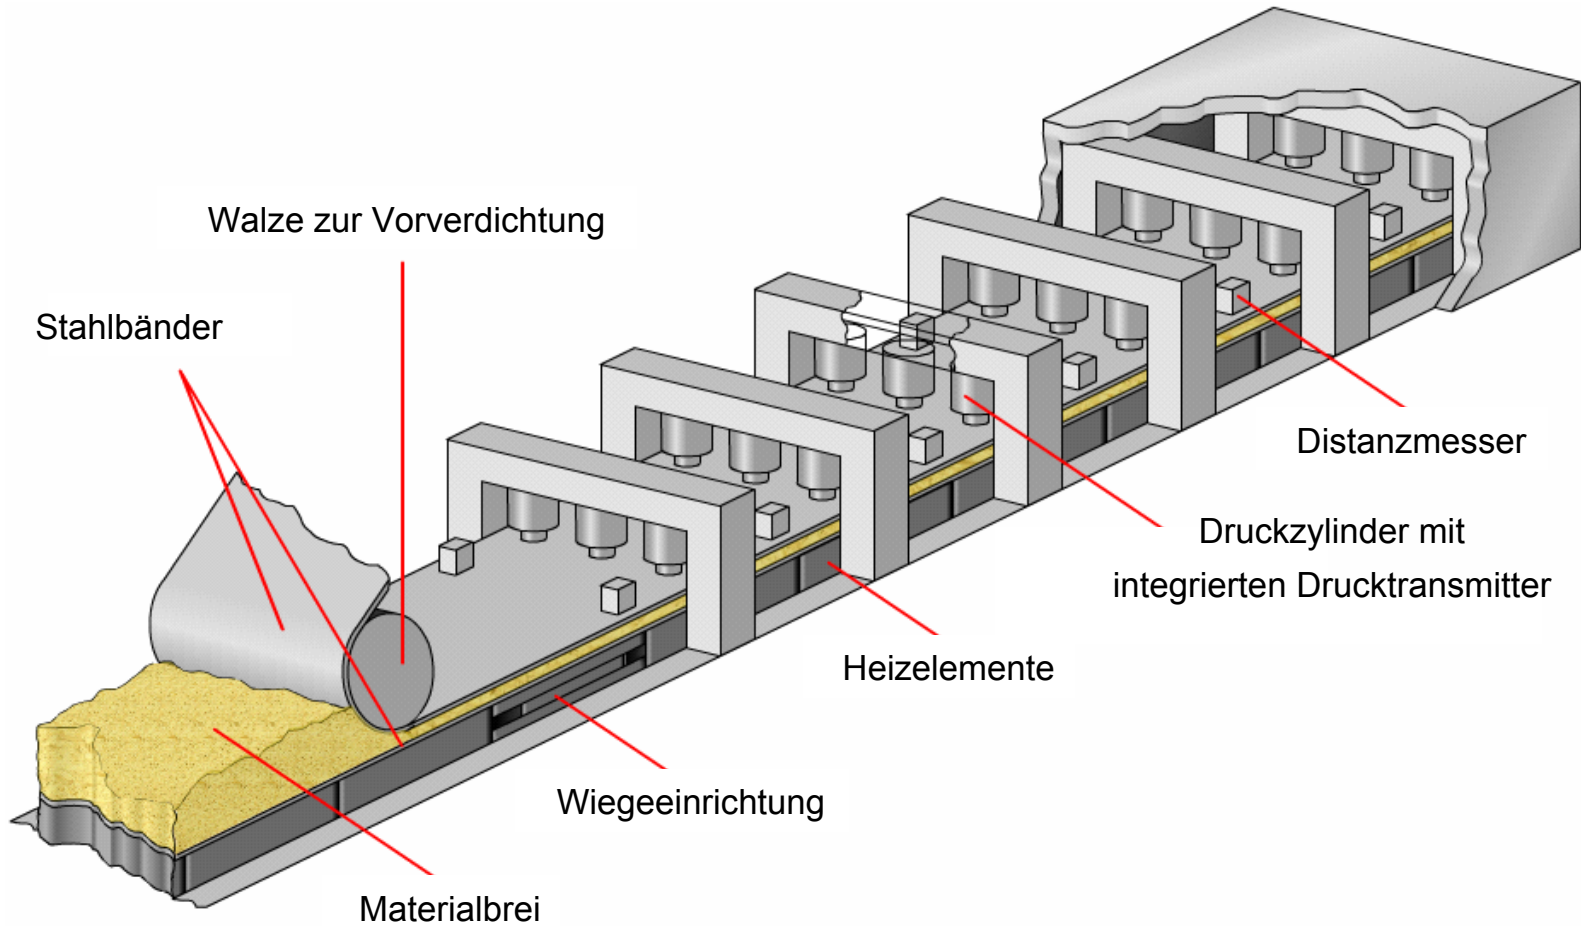 Walze zur Vorverdichtung
Stahlbänder
Distanzmesser
Druckzylinder mit
integrierten Drucktransmitter
Heizelemente
Wiegeeinrichtung
Materialbrei